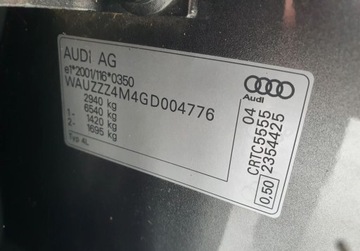 AUDI AG
e1*2001/116*0350
WAUZZZ4M4GD004776
2940 kg
6540 kg
1- 1420 kg
2- 1695 kg
Typ 4L
Audi
04
CRTC5555
2354425
0.50